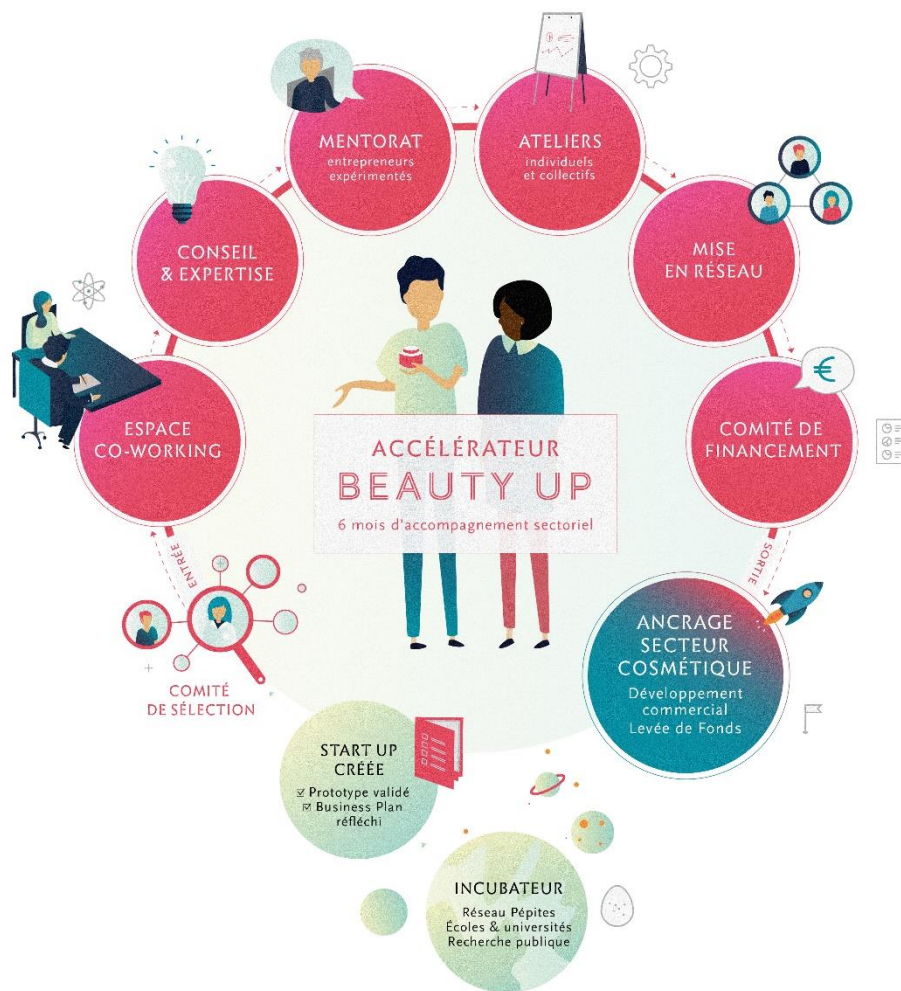 MENTORAT
entrepreneurs
expérimentés
ATELIERS
individuels
et collectifs
CONSEIL
& EXPERTISE
MISE
EN RÉSEAU
ESPACE
CO-WORKING
€
COMITÉ DE
FINANCEMENT
ACCÉLÉRATEUR
BEAUTY UP
6 mois d'accompagnement sectoriel
ENTRÉE
SORTIE
COMITÉ
DE SÉLECTION
ANCRAGE
SECTEUR
COSMÉTIQUE
Développement
commercial
Levée de Fonds
START UP
CRÉÉE
☑ Prototype validé
☑ Business Plan
réfléchi
INCUBATEUR
Réseau Pépites
Écoles & universités
Recherche publique